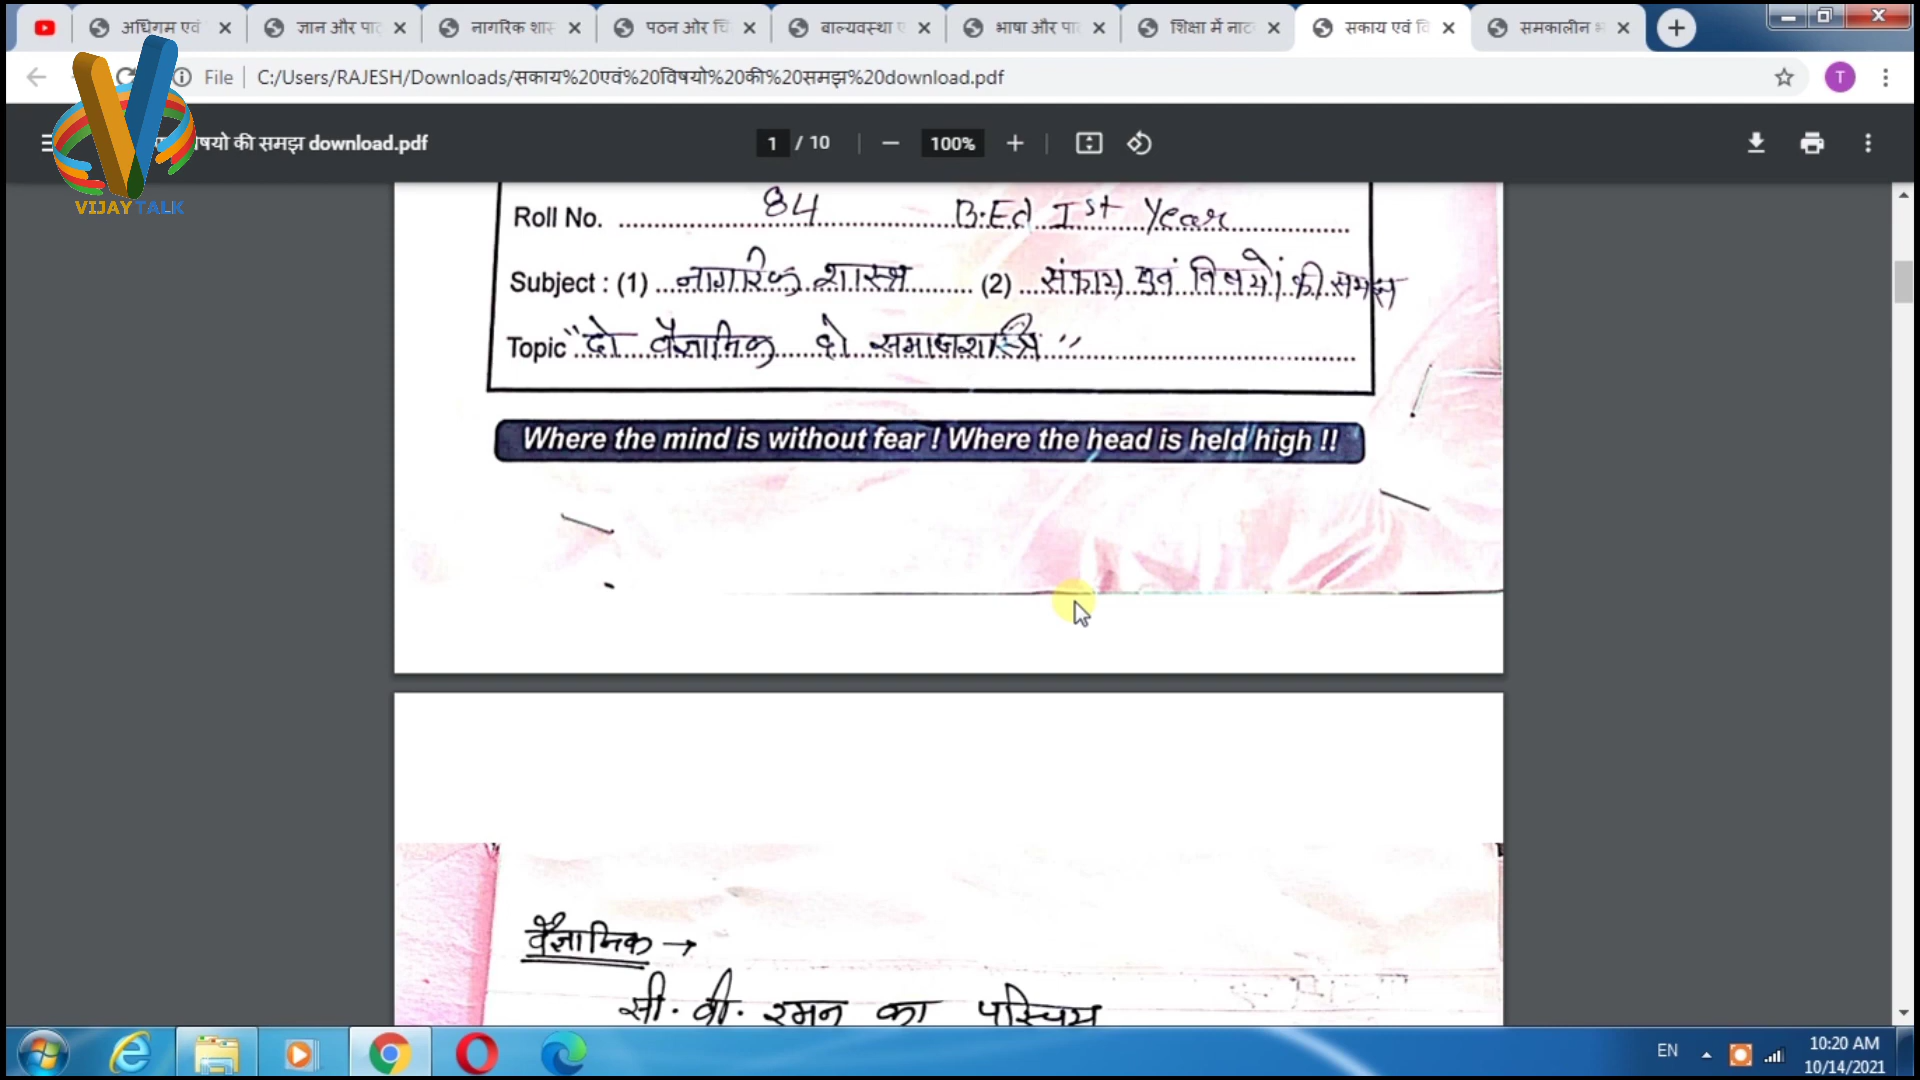 अधिगम एवं
ज्ञान और पाठ
नागरिक शास्
पठन ओर चि
बाल्यवस्था ए
भाषा और पा
शिक्षा में नाट
सकाय एवं वि
समकालीन भ
File C:/Users/RAJESH/Downloads/सकाय%20एवं%20विषयो%20की%20समझ%20download.pdf
T
VIJAY TALK
षयो की समझ download.pdf
1 / 10
100%
Roll No. 84 B.Ed Ist Year
Subject : (1) नागरिक शास्त्र (2) संकाय एवं विषयों की समझ
Topic "दो वैज्ञानिक दो समाजशास्त्रि"
Where the mind is without fear ! Where the head is held high !!
वैज्ञानिक →
सी. वी. रमन का परिचय
EN
10:20 AM
10/14/2021